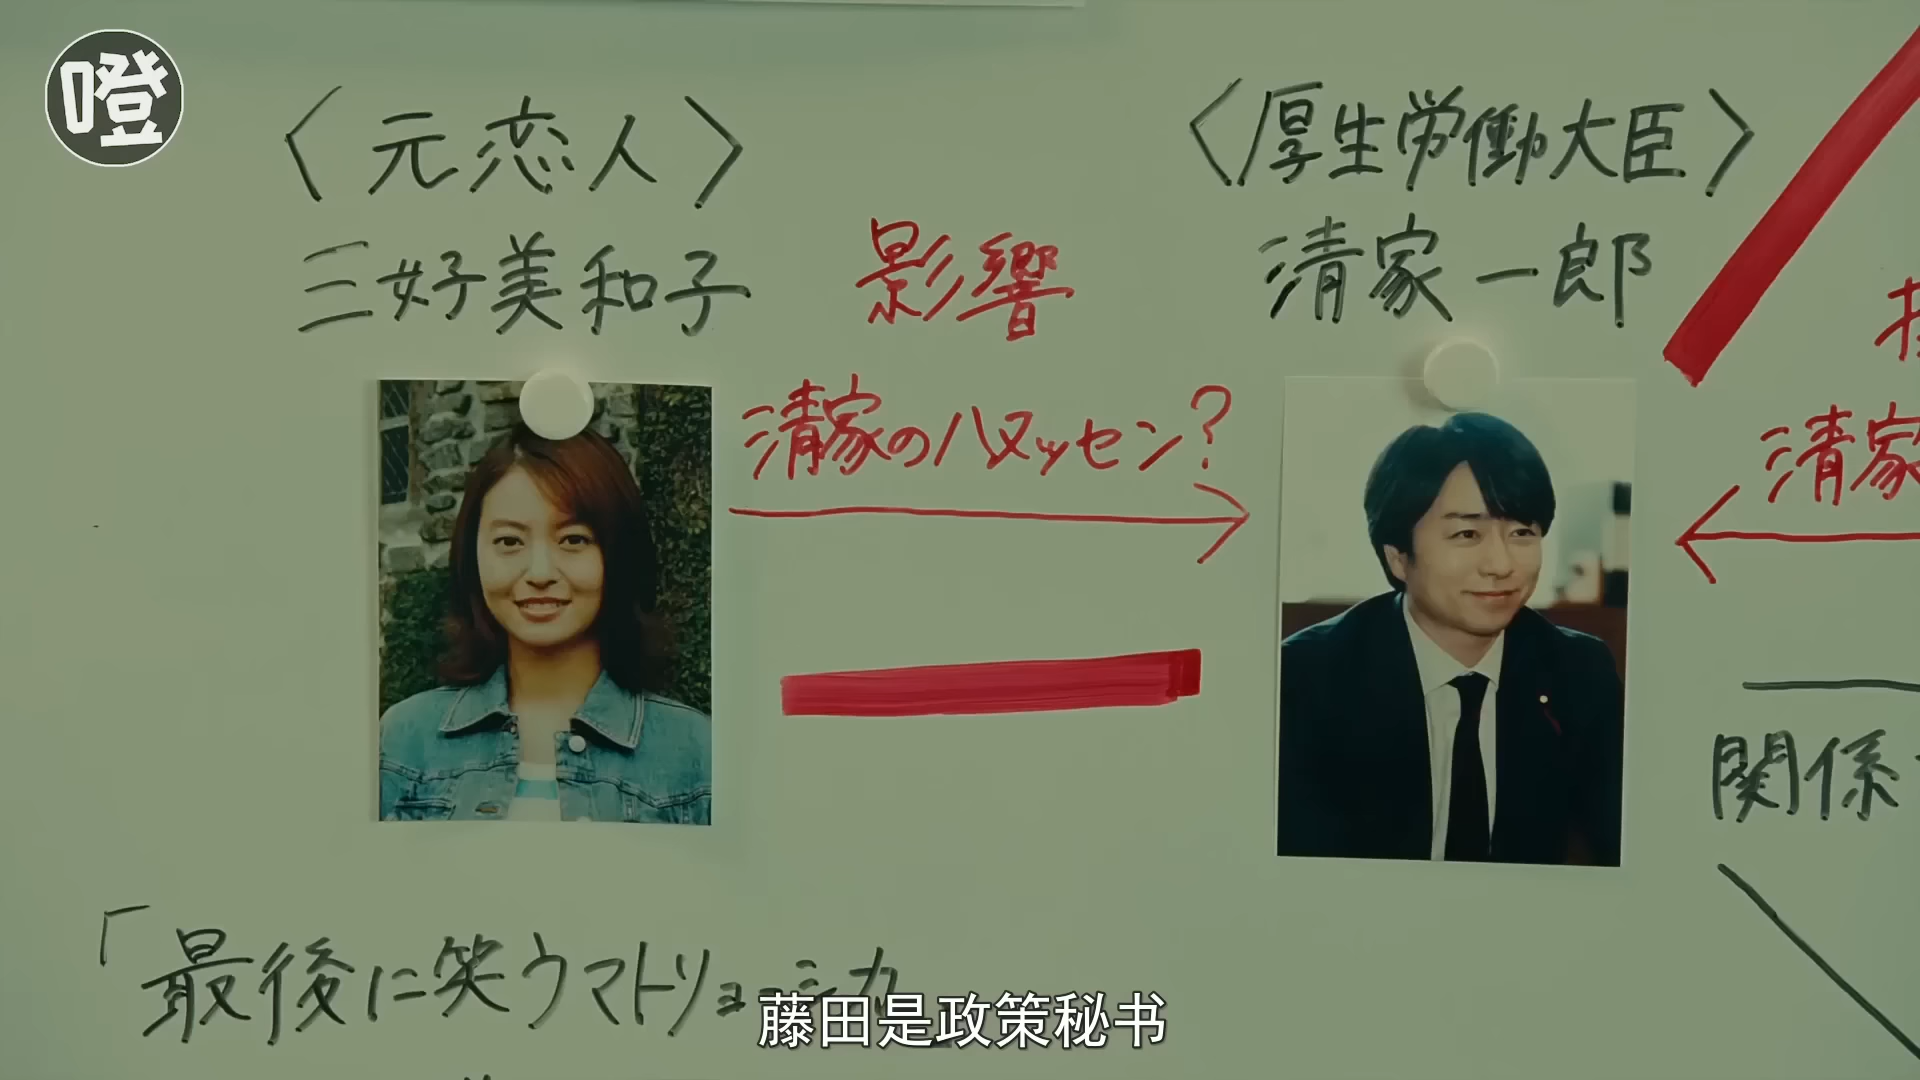 噔
〈元恋人〉
三好美和子
影響
清家のハヌッセン?
〈厚生労働大臣〉
清家一郎
清家
関係
「最後に笑うマトリョーシカ」
藤田是政策秘书